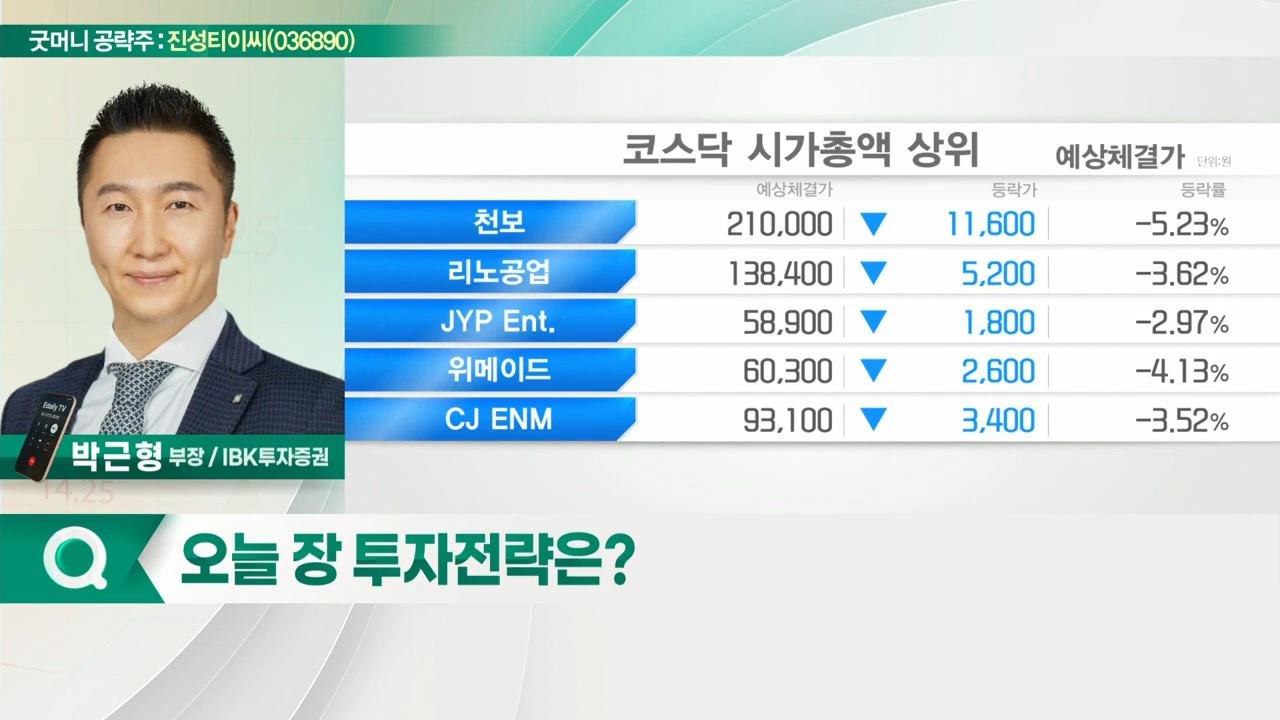 굿머니 공략주 : 진성티이씨(036890)
코스닥 시가총액 상위 예상체결가 단위:원
예상체결가 등락가 등락률
천보 210,000 ▼ 11,600 -5.23%
리노공업 138,400 ▼ 5,200 -3.62%
JYP Ent. 58,900 ▼ 1,800 -2.97%
위메이드 60,300 ▼ 2,600 -4.13%
CJ ENM 93,100 ▼ 3,400 -3.52%
Edaily TV
박근형 부장 / IBK투자증권
14.25
오늘 장 투자전략은?